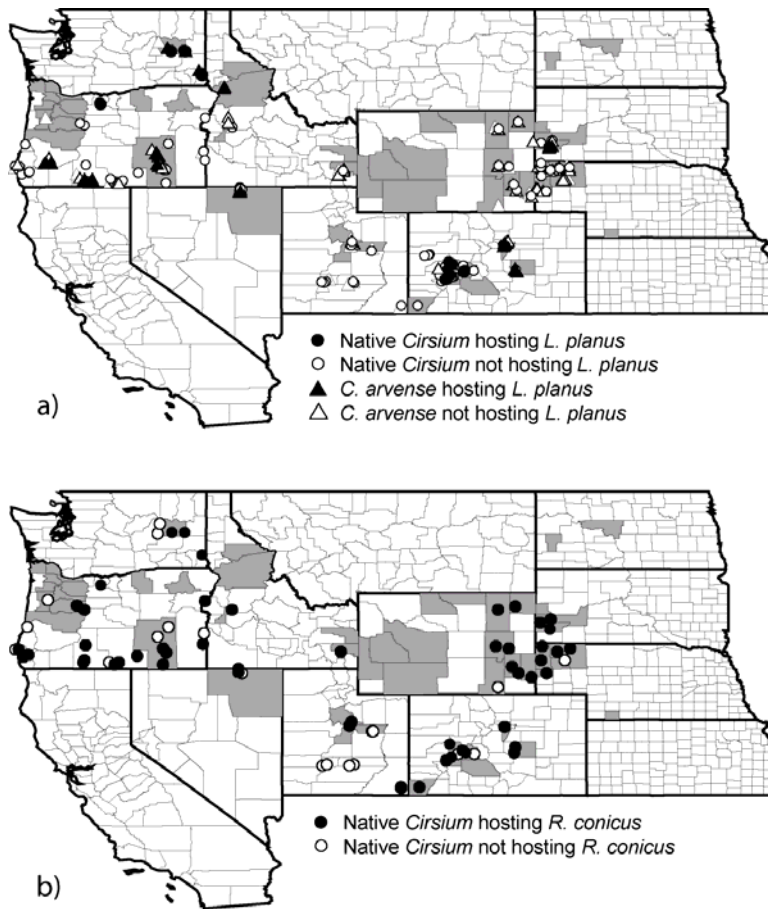 ● Native Cirsium hosting L. planus
○ Native Cirsium not hosting L. planus
▲ C. arvense hosting L. planus
△ C. arvense not hosting L. planus
a)
● Native Cirsium hosting R. conicus
○ Native Cirsium not hosting R. conicus
b)